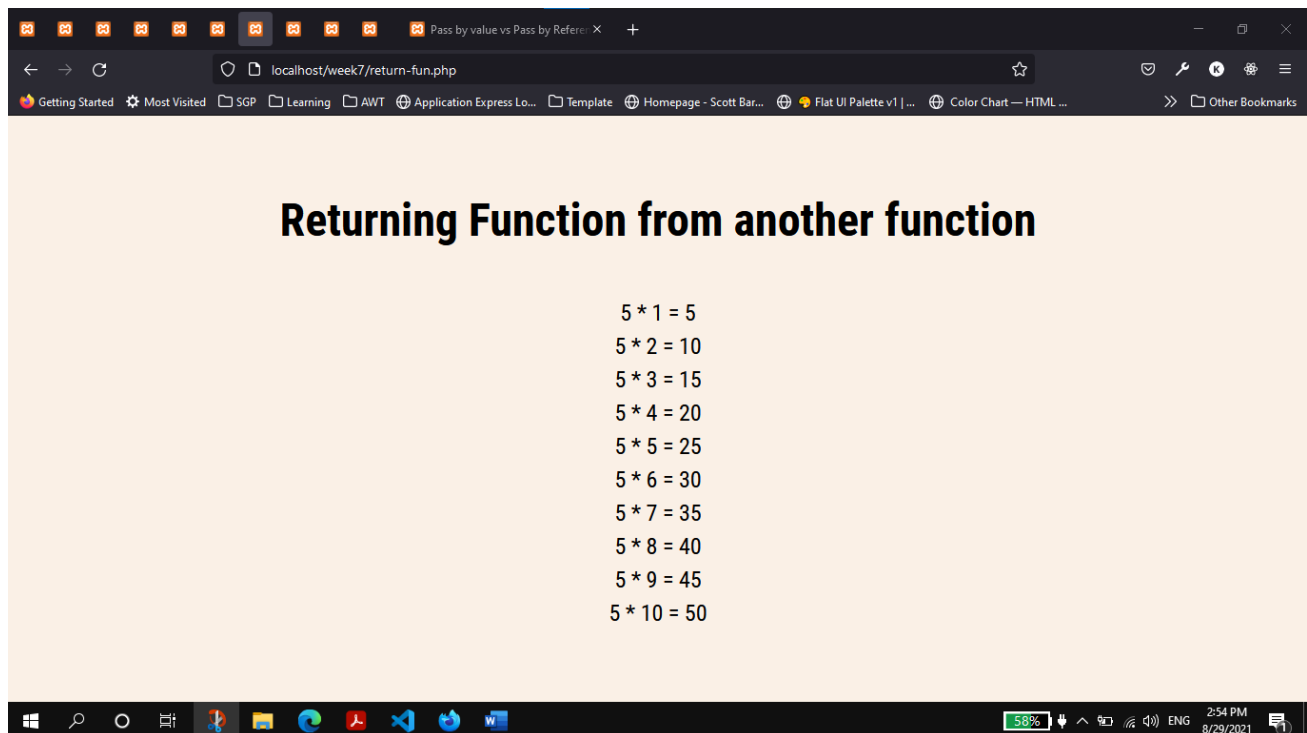 Pass by value vs Pass by Referen
localhost/week7/return-fun.php
K
Getting Started Most Visited SGP Learning AWT Application Express Lo... Template Homepage - Scott Bar... Flat UI Palette v1 | ... Color Chart — HTML ... Other Bookmarks
Returning Function from another function
5 * 1 = 5
5 * 2 = 10
5 * 3 = 15
5 * 4 = 20
5 * 5 = 25
5 * 6 = 30
5 * 7 = 35
5 * 8 = 40
5 * 9 = 45
5 * 10 = 50
58% ENG 2:54 PM
8/29/2021